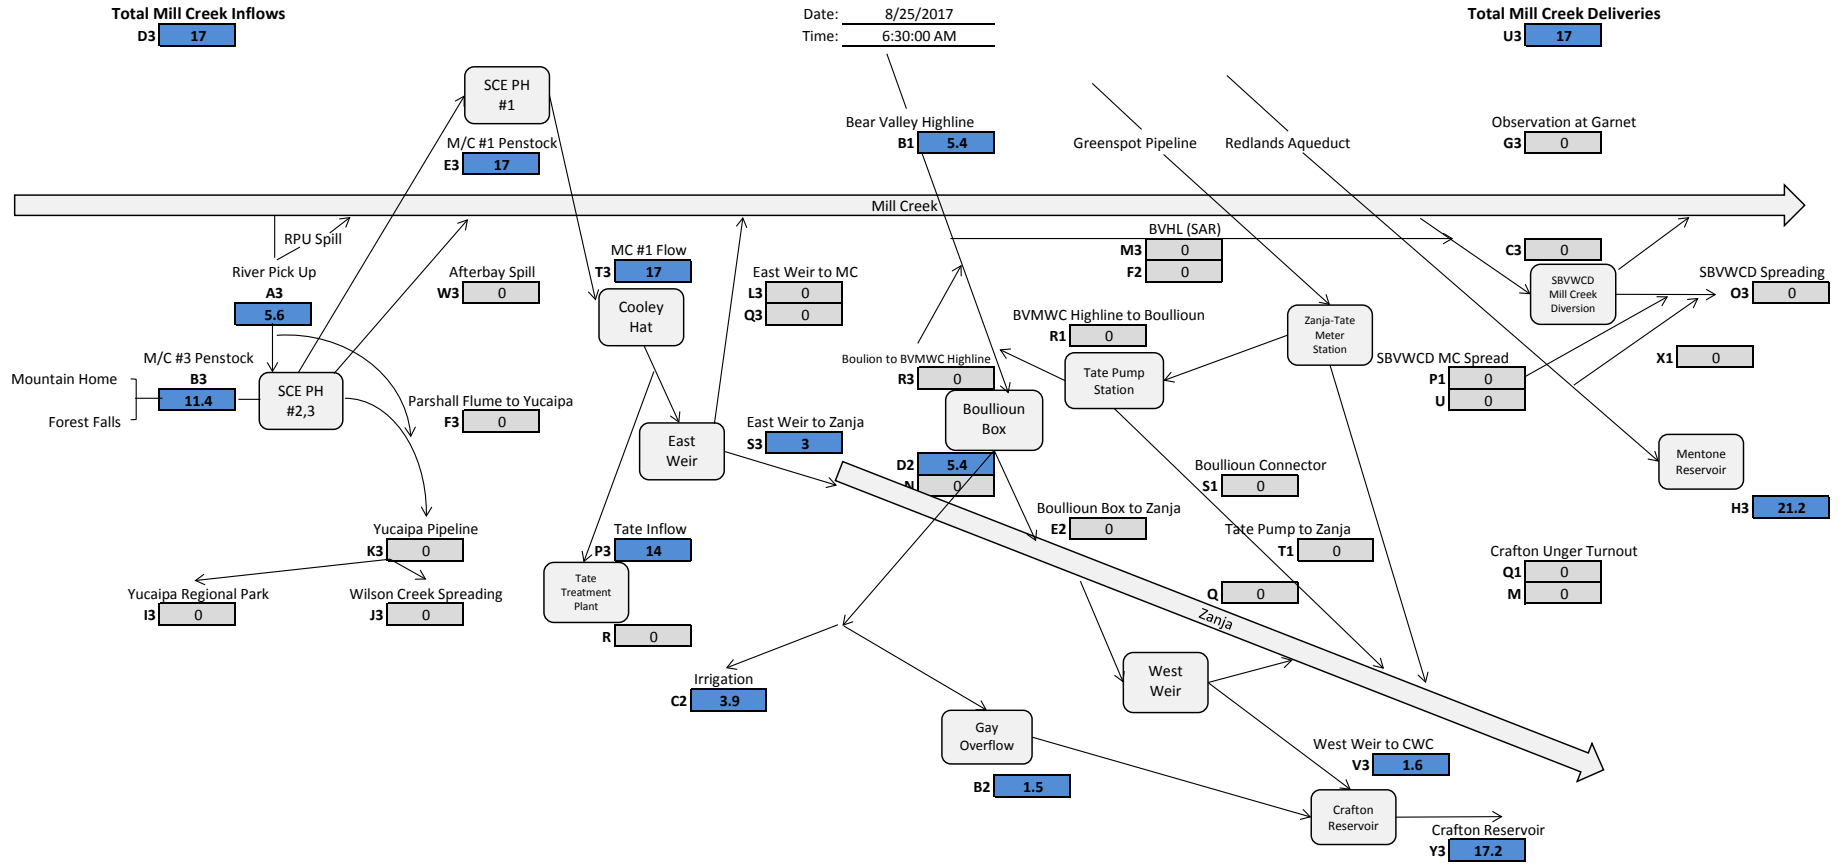 Total Mill Creek Inflows
D3 17
Date: 8/25/2017
Time: 6:30:00 AM
Total Mill Creek Deliveries
U3 17
SCE PH
#1
M/C #1 Penstock
E3 17
Bear Valley Highline
B1 5.4
Greenspot Pipeline
Redlands Aqueduct
Observation at Garnet
G3 0
Mill Creek
RPU Spill
River Pick Up
A3
5.6
Afterbay Spill
W3 0
MC #1 Flow
T3 17
Cooley
Hat
East Weir to MC
L3 0
Q3 0
BVHL (SAR)
M3 0
F2 0
C3 0
SBVWCD
Mill Creek
Diversion
SBVWCD Spreading
O3 0
BVMWC Highline to Boullioun
R1 0
Zanja-Tate
Meter
Station
M/C #3 Penstock
B3
11.4
Mountain Home
Forest Falls
SCE PH
#2,3
Boulion to BVMWC Highline
R3 0
Tate Pump
Station
SBVWCD MC Spread
P1 0
U 0
X1 0
Parshall Flume to Yucaipa
F3 0
East
Weir
East Weir to Zanja
S3 3
Boullioun
Box
D2 5.4
N 0
Boullioun Connector
S1 0
Mentone
Reservoir
H3 21.2
Boullioun Box to Zanja
E2 0
Tate Pump to Zanja
T1 0
Yucaipa Pipeline
K3 0
Tate Inflow
P3 14
Tate
Treatment
Plant
R 0
Crafton Unger Turnout
Q1 0
M 0
Yucaipa Regional Park
I3 0
Wilson Creek Spreading
J3 0
Q 0
Zanja
Irrigation
C2 3.9
West
Weir
Gay
Overflow
B2 1.5
West Weir to CWC
V3 1.6
Crafton
Reservoir
Crafton Reservoir
Y3 17.2